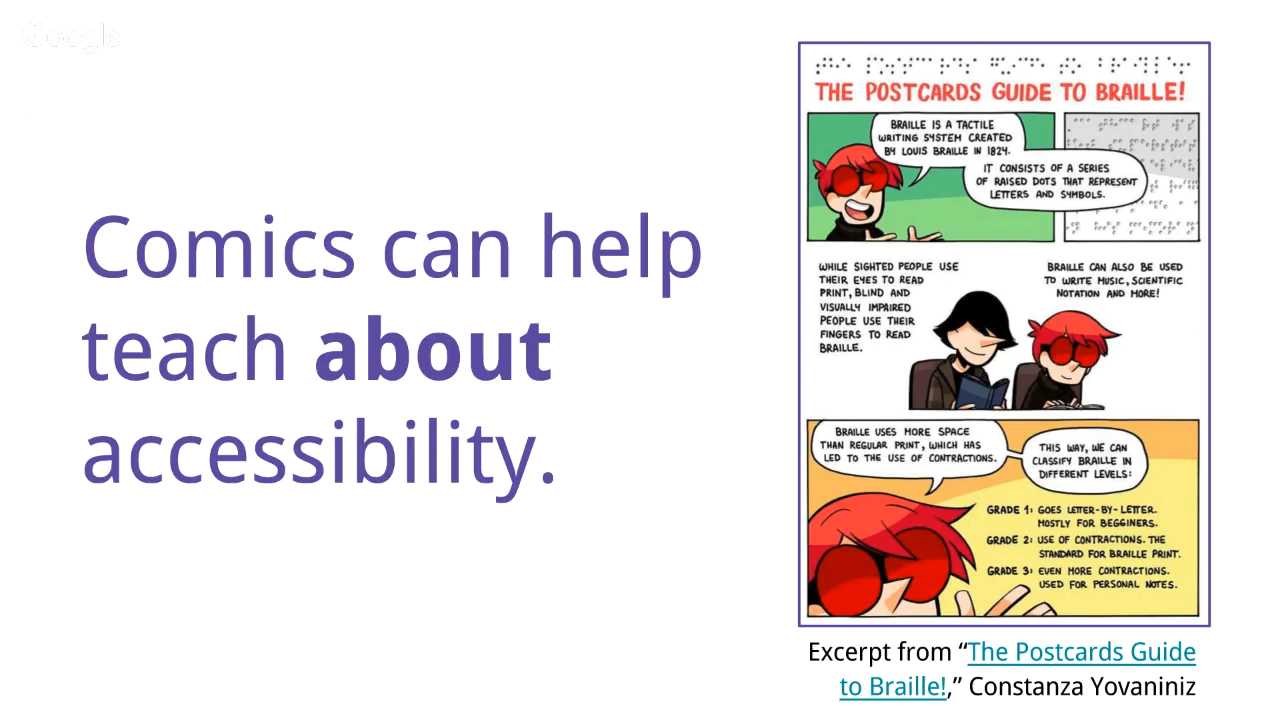 Google
Comics can help
teach about
accessibility.
THE POSTCARDS GUIDE TO BRAILLE!
BRAILLE IS A TACTILE
WRITING SYSTEM CREATED
BY LOUIS BRAILLE IN 1824.
IT CONSISTS OF A SERIES
OF RAISED DOTS THAT REPRESENT
LETTERS AND SYMBOLS.
WHILE SIGHTED PEOPLE USE
THEIR EYES TO READ
PRINT, BLIND AND
VISUALLY IMPAIRED
PEOPLE USE THEIR
FINGERS TO READ
BRAILLE.
BRAILLE CAN ALSO BE USED
TO WRITE MUSIC, SCIENTIFIC
NOTATION AND MORE!
BRAILLE USES MORE SPACE
THAN REGULAR PRINT, WHICH HAS
LED TO THE USE OF CONTRACTIONS.
THIS WAY, WE CAN
CLASSIFY BRAILLE IN
DIFFERENT LEVELS:
GRADE 1: GOES LETTER-BY-LETTER.
MOSTLY FOR BEGGINERS.
GRADE 2: USE OF CONTRACTIONS. THE
STANDARD FOR BRAILLE PRINT.
GRADE 3: EVEN MORE CONTRACTIONS.
USED FOR PERSONAL NOTES.
Excerpt from “The Postcards Guide
to Braille!,” Constanza Yovaniniz